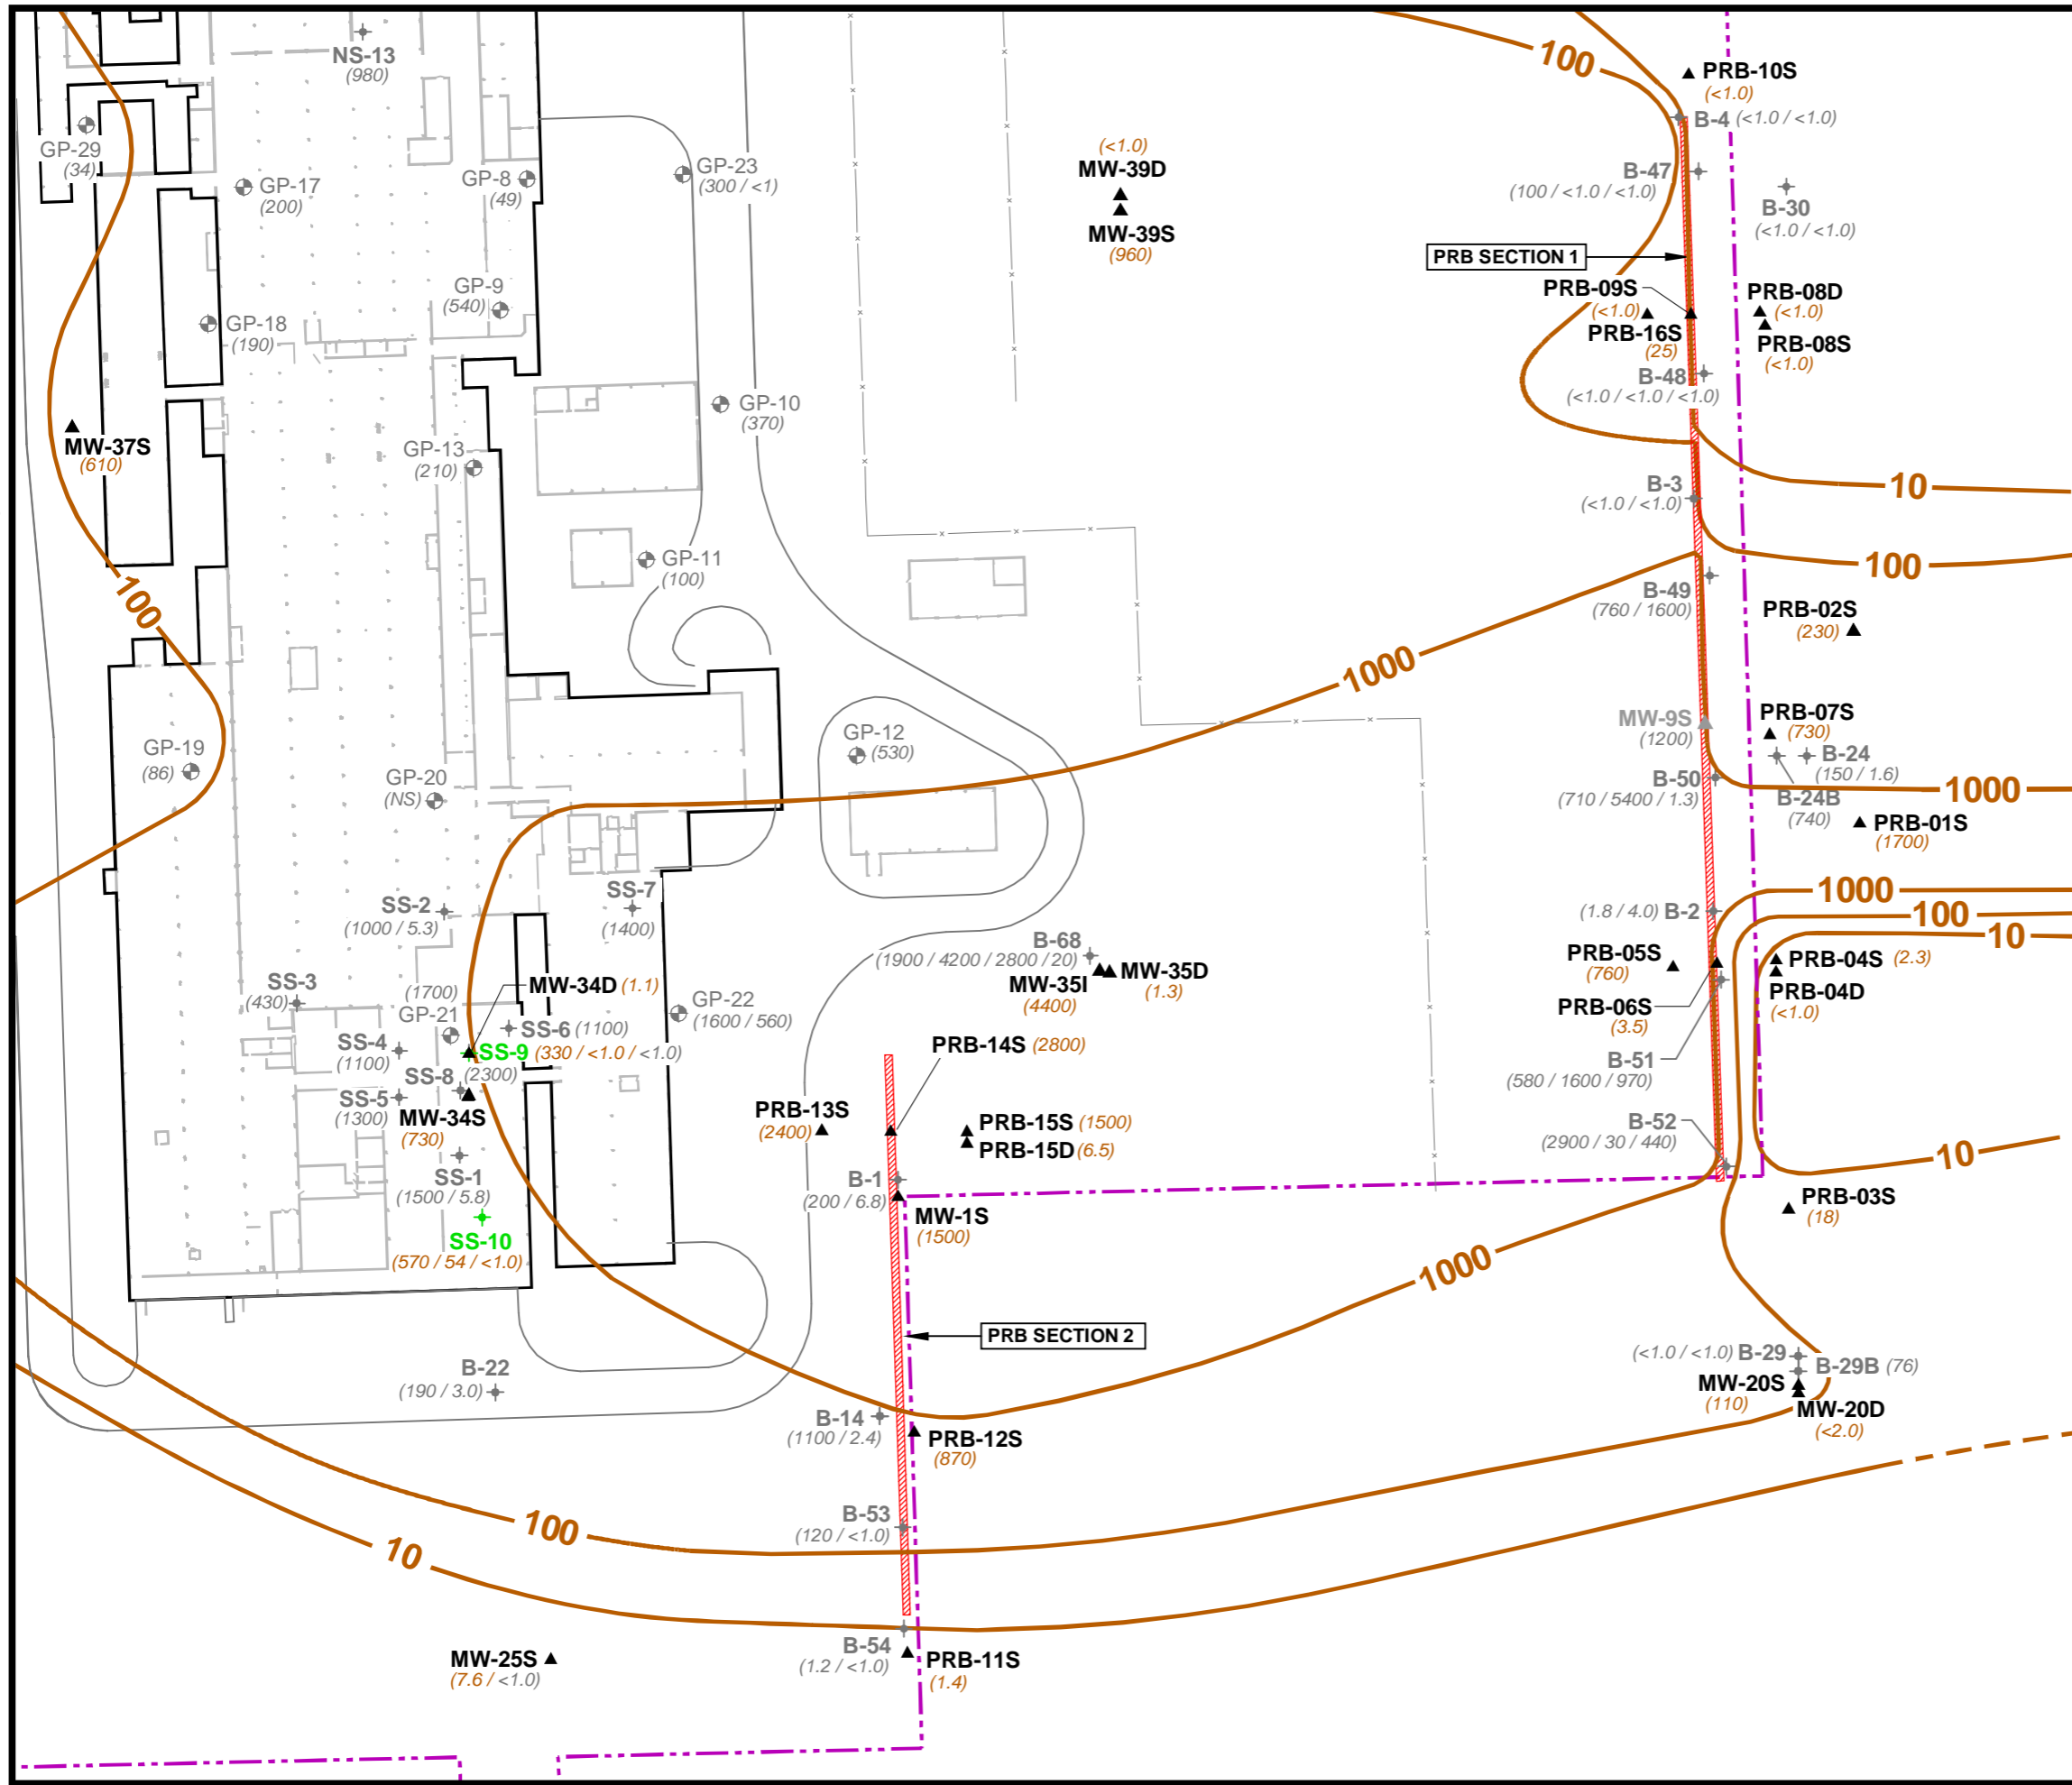 NS-13
(980)
100
PRB-10S
(<1.0)
B-4 (<1.0 / <1.0)
GP-29
(34)
GP-17
(200)
GP-8
(49)
GP-23
(300 / <1)
(<1.0)
MW-39D
MW-39S
(960)
B-47
(100 / <1.0 / <1.0)
B-30
(<1.0 / <1.0)
PRB SECTION 1
GP-9
(540)
GP-18
(190)
PRB-09S
(<1.0)
PRB-16S
(25)
PRB-08D
(<1.0)
PRB-08S
(<1.0)
B-48
(<1.0 / <1.0 / <1.0)
GP-10
(370)
MW-37S
(610)
GP-13
(210)
B-3
(<1.0 / <1.0)
10
GP-11
(100)
100
100
B-49
(760 / 1600)
PRB-02S
(230)
1000
MW-9S
(1200)
PRB-07S
(730)
GP-19
(86)
GP-12
(530)
GP-20
(NS)
B-24
(150 / 1.6)
B-50
(710 / 5400 / 1.3)
B-24B
(740)
1000
PRB-01S
(1700)
SS-7
(1400)
SS-2
(1000 / 5.3)
1000
(1.8 / 4.0) B-2
100
10
B-68
(1900 / 4200 / 2800 / 20)
MW-35I
(4400)
MW-35D
(1.3)
PRB-05S
(760)
PRB-04S (2.3)
PRB-04D
(<1.0)
SS-3
(430)
(1700)
GP-21
MW-34D (1.1)
GP-22
(1600 / 560)
PRB-06S
(3.5)
SS-4
(1100)
SS-6 (1100)
SS-9 (330 / <1.0 / <1.0)
PRB-14S (2800)
B-51
(580 / 1600 / 970)
SS-8
(2300)
SS-5
(1300)
MW-34S
(730)
PRB-13S
(2400)
PRB-15S (1500)
PRB-15D (6.5)
B-52
(2900 / 30 / 440)
10
SS-1
(1500 / 5.8)
B-1
(200 / 6.8)
MW-1S
(1500)
PRB-03S
(18)
SS-10
(570 / 54 / <1.0)
1000
PRB SECTION 2
B-22
(190 / 3.0)
(<1.0 / <1.0) B-29
B-29B (76)
MW-20S
(110)
MW-20D
(<2.0)
B-14
(1100 / 2.4)
PRB-12S
(870)
100
B-53
(120 / <1.0)
10
B-54
(1.2 / <1.0)
MW-25S
(7.6 / <1.0)
PRB-11S
(1.4)